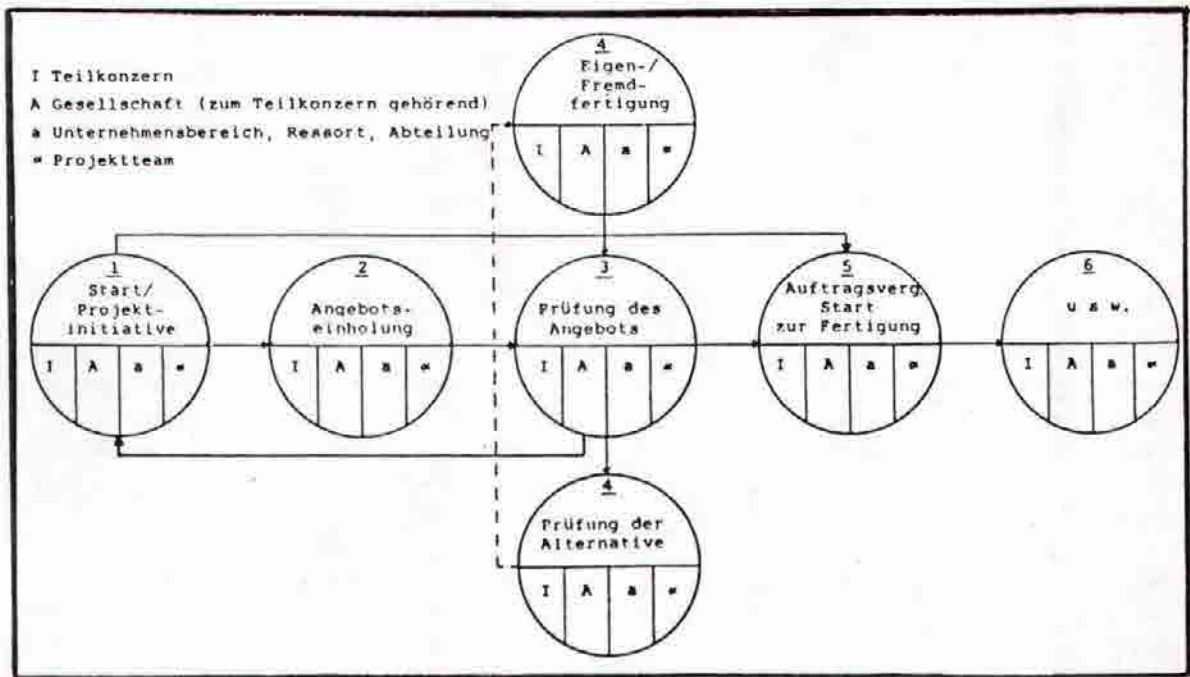 I Teilkonzern
A Gesellschaft (zum Teilkonzern gehörend)
a Unternehmensbereich, Ressort, Abteilung
∝ Projektteam
4
Eigen-/
Fremd-
fertigung
I A a ∝
1
Start/
Projekt-
initiative
I A a ∝
2
Angebots-
einholung
I A a ∝
3
Prüfung des
Angebots
I A a ∝
5
Auftragsverg.
Start
zur Fertigung
I A a ∝
6
u s w.
I A a ∝
4
Prüfung der
Alternative
I A a ∝